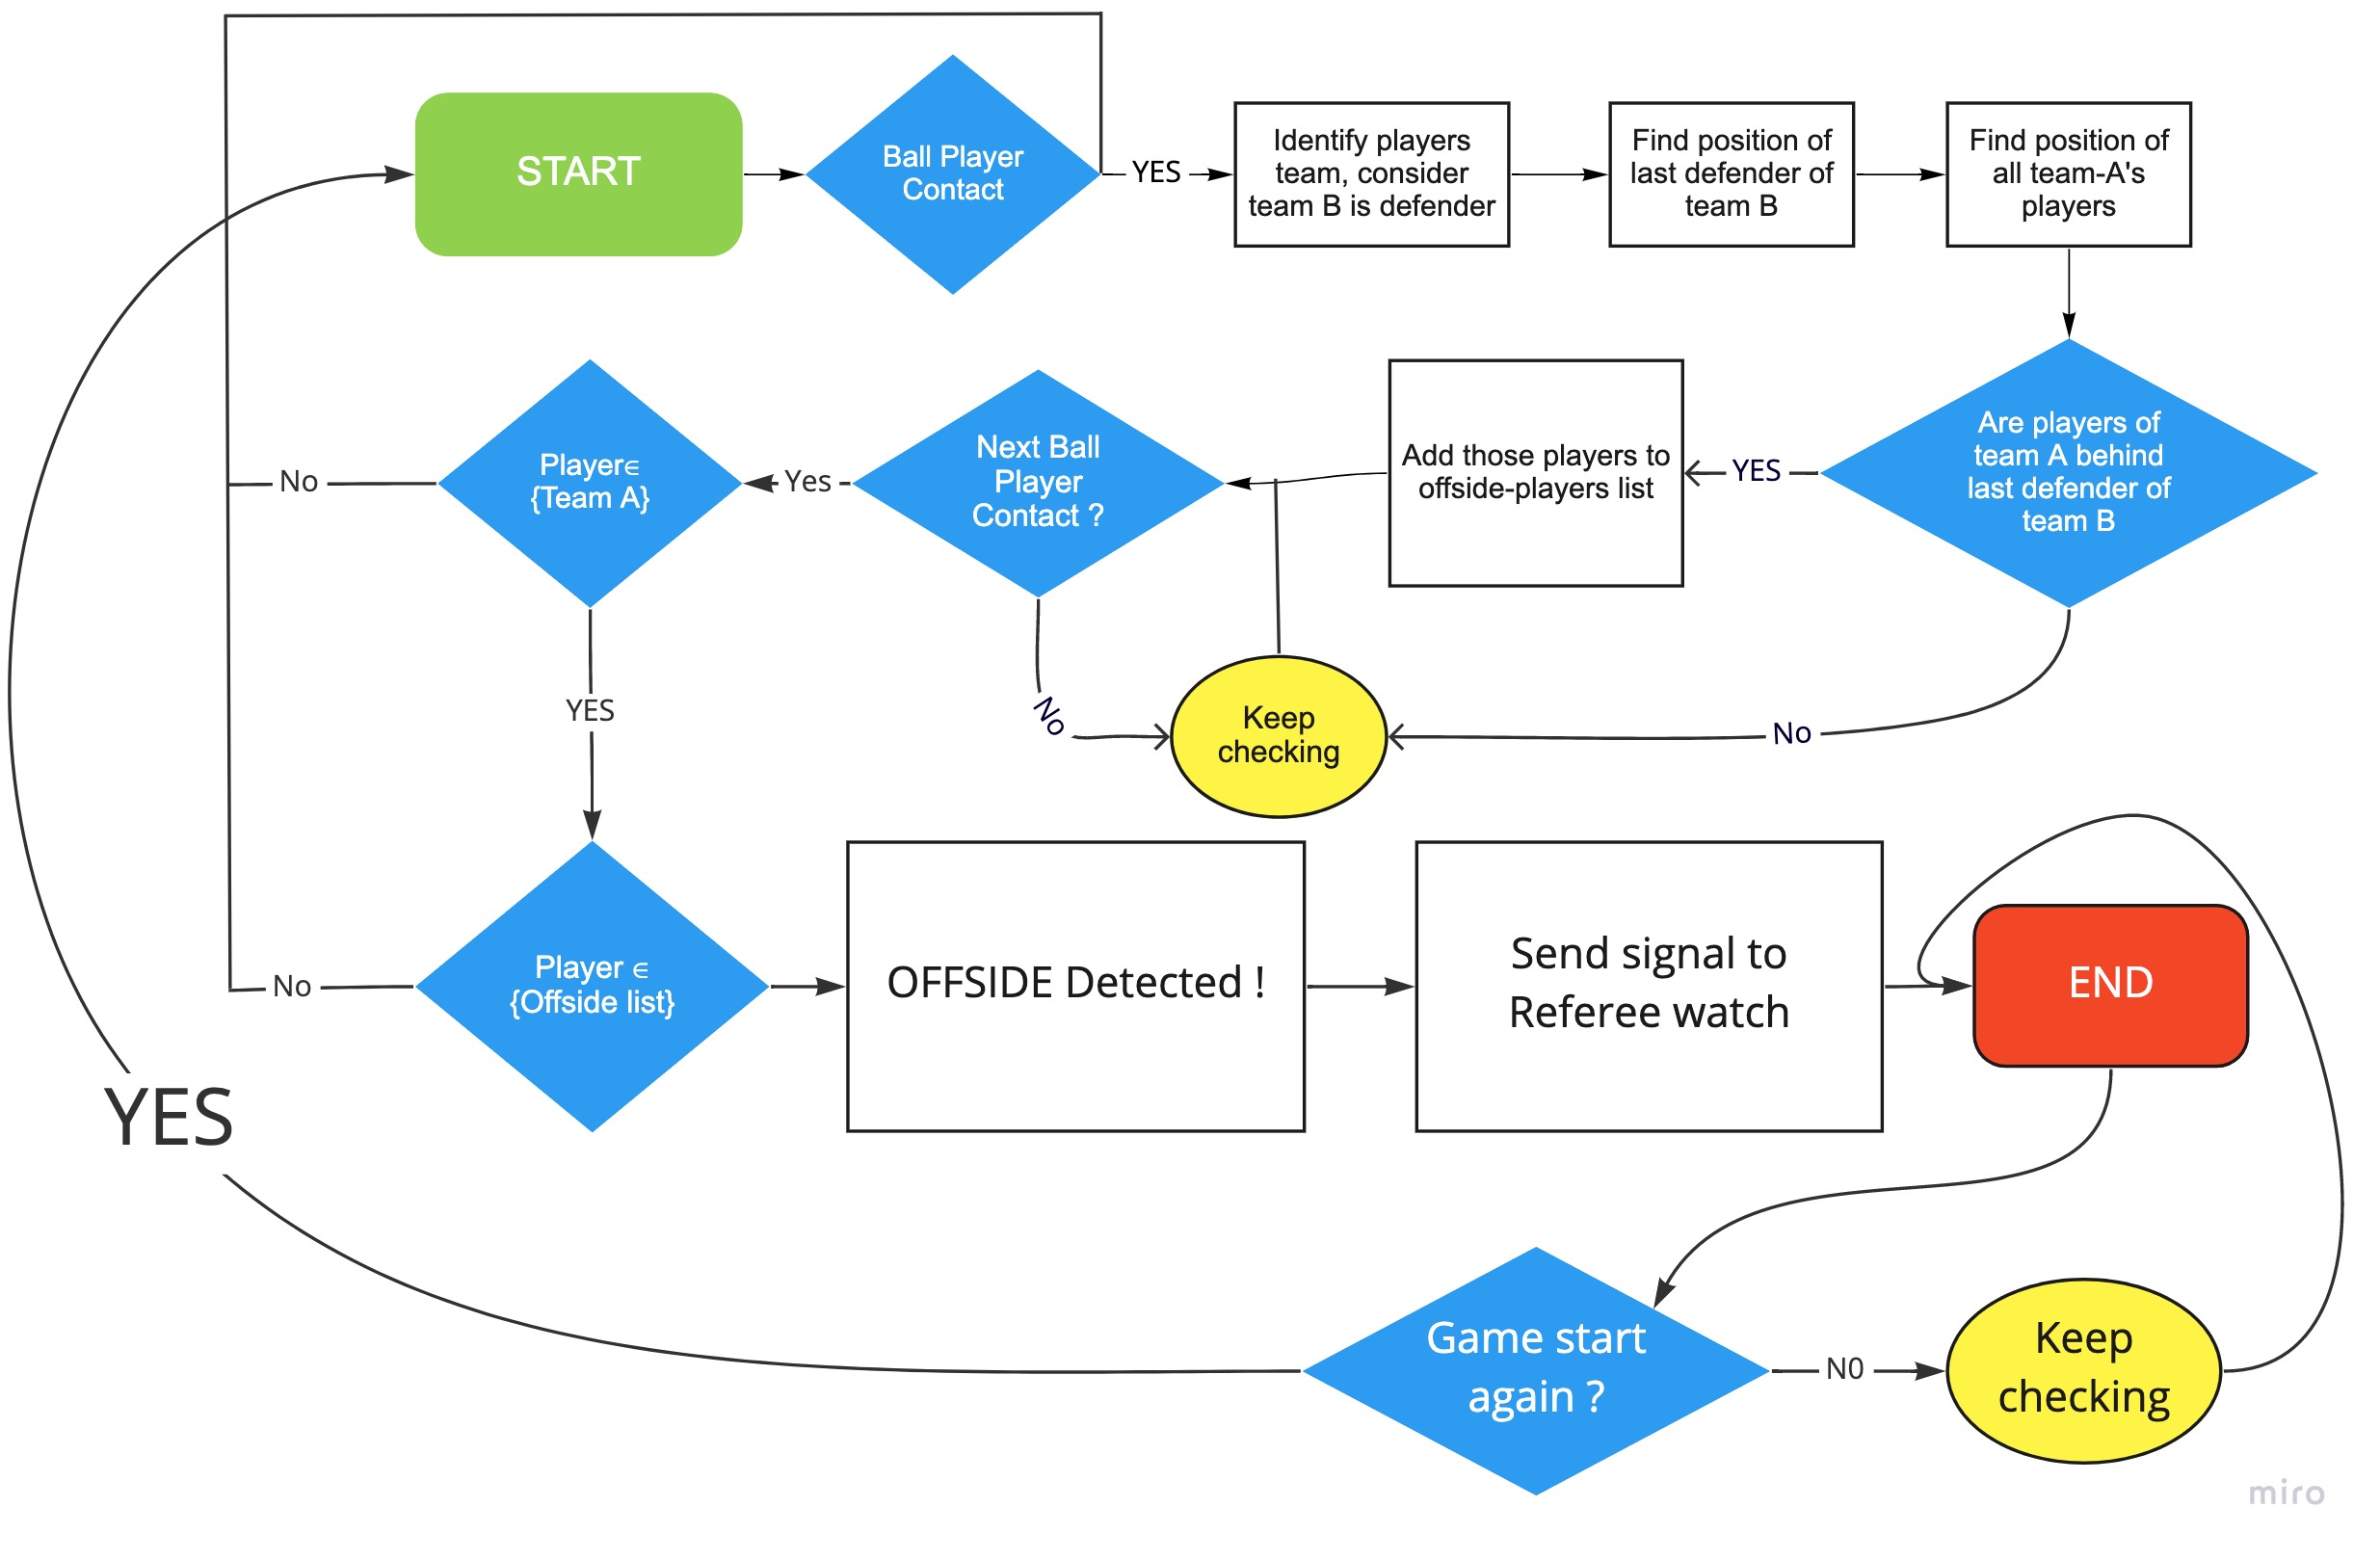 START
Ball Player
Contact
YES
Identify players
team, consider
team B is defender
Find position of
last defender of
team B
Find position of
all team-A's
players
Are players of
team A behind
last defender of
team B
YES
Add those players to
offside-players list
Next Ball
Player
Contact ?
Yes
Player∈
{Team A}
No
YES
No
Keep
checking
No
Player ∈
{Offside list}
No
OFFSIDE Detected !
Send signal to
Referee watch
END
YES
Game start
again ?
N0
Keep
checking
miro